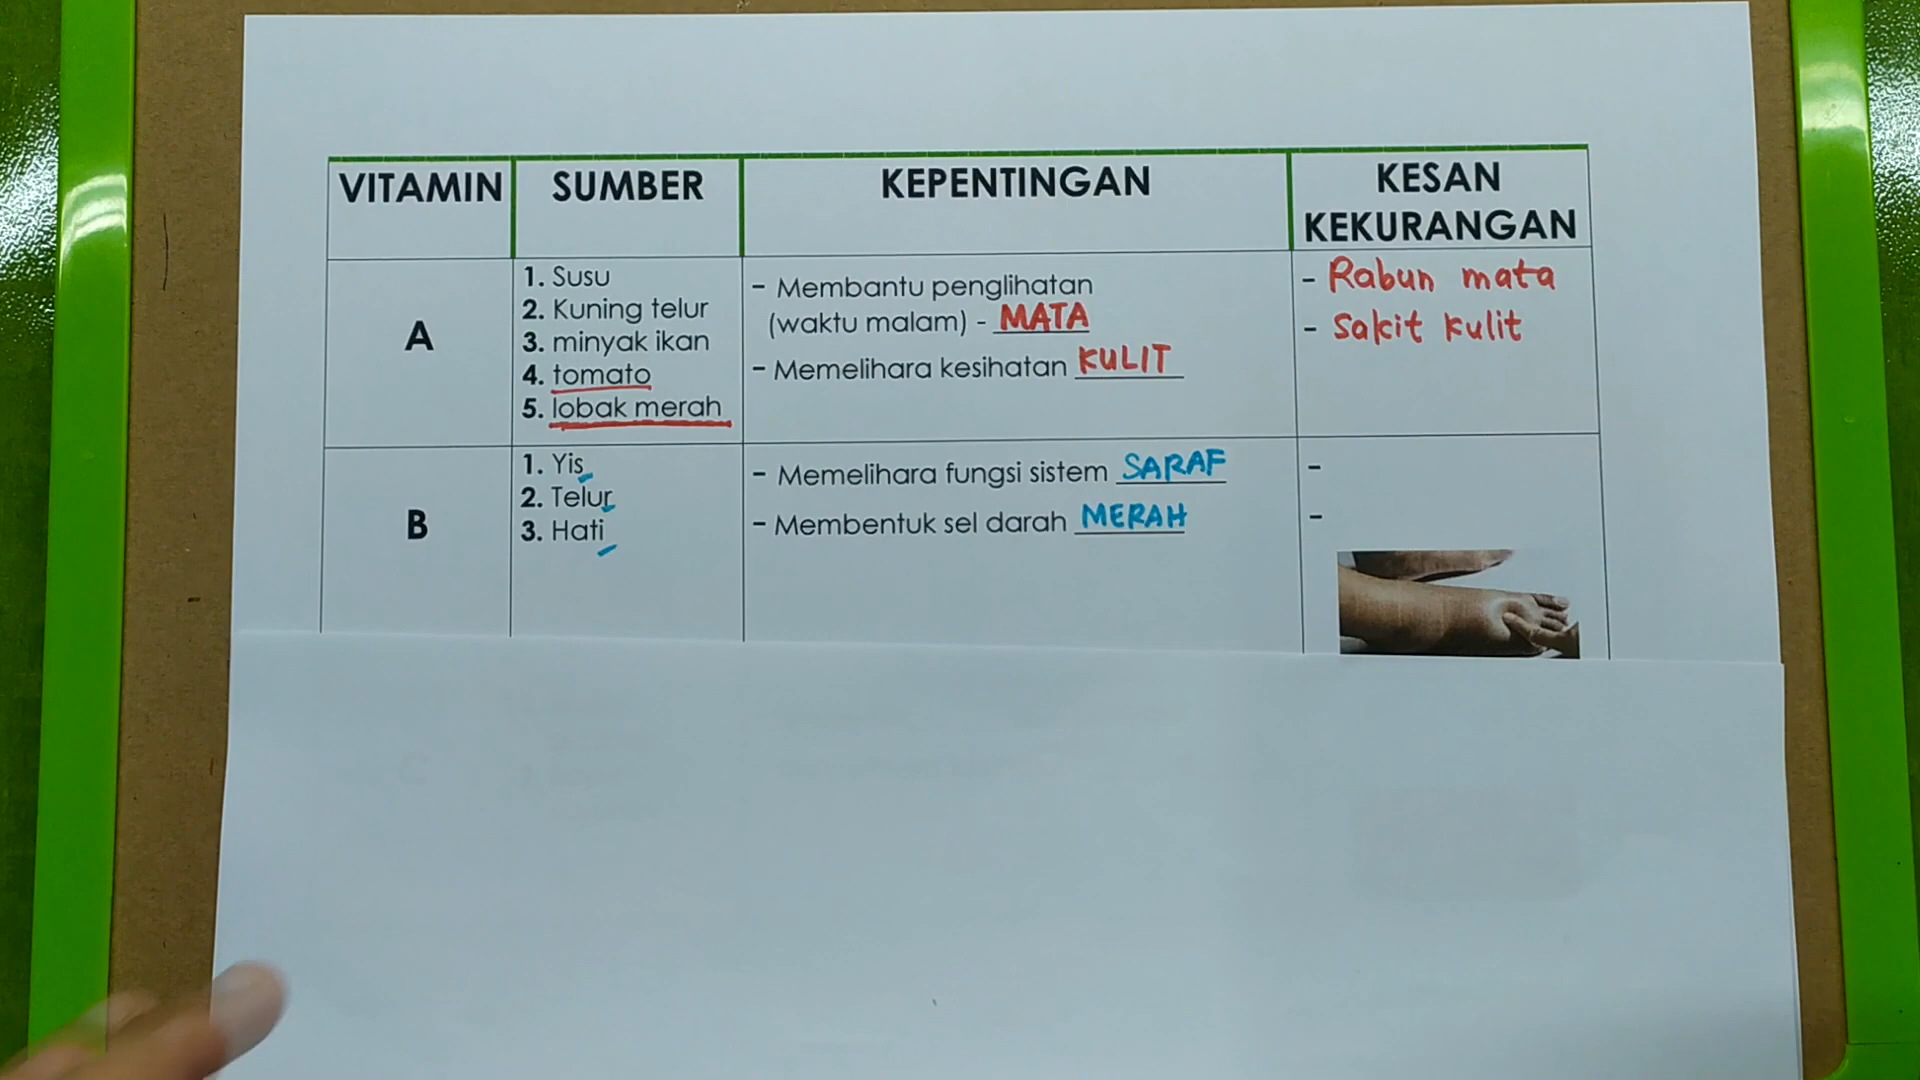 VITAMIN
SUMBER
KEPENTINGAN
KESAN
KEKURANGAN
A
1. Susu
2. Kuning telur
3. minyak ikan
4. tomato
5. lobak merah
- Membantu penglihatan
(waktu malam) - MATA
- Memelihara kesihatan KULIT
- Rabun mata
- sakit kulit
B
1. Yis
2. Telur
3. Hati
- Memelihara fungsi sistem SARAF
- Membentuk sel darah MERAH
-
-